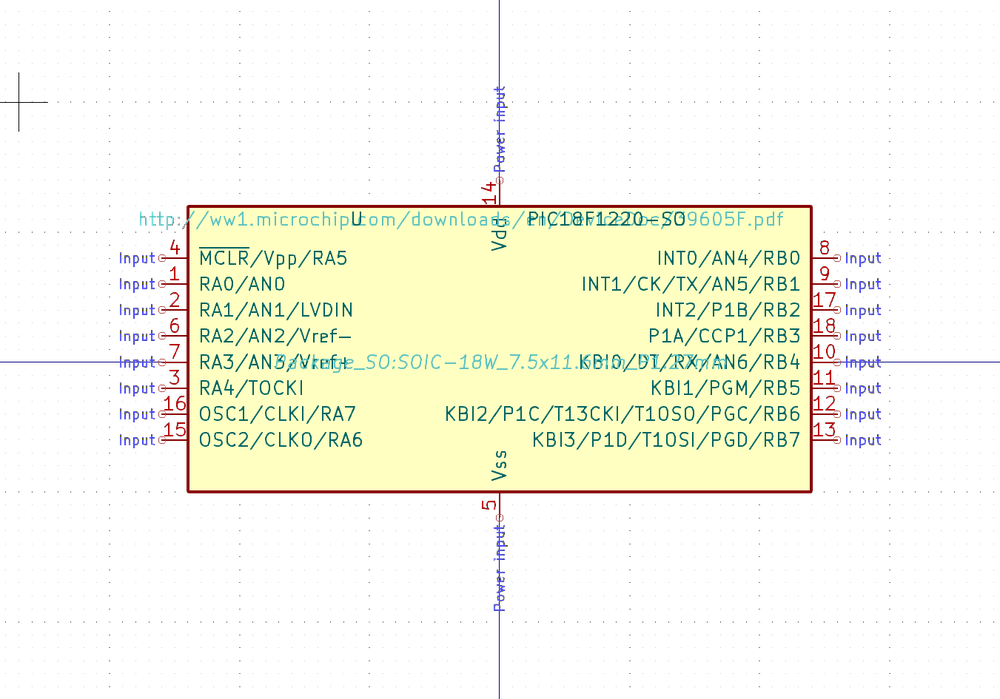 Power input
14
http://ww1.microchip.com/downloads/en/DeviceDoc/39605F.pdf
U
PIC18F1220-SO
Vdd
Input 4 MCLR/Vpp/RA5
INT0/AN4/RB0 8 Input
Input 1 RA0/AN0
INT1/CK/TX/AN5/RB1 9 Input
Input 2 RA1/AN1/LVDIN
INT2/P1B/RB2 17 Input
Input 6 RA2/AN2/Vref-
P1A/CCP1/RB3 18 Input
Input 7 RA3/AN3/Vref+
Package_SO:SOIC-18W_7.5x11.6mm_P1.27mm
KBI0/DT/RX/AN6/RB4 10 Input
Input 3 RA4/TOCKI
KBI1/PGM/RB5 11 Input
Input 16 OSC1/CLKI/RA7
KBI2/P1C/T13CKI/T1OSO/PGC/RB6 12 Input
Input 15 OSC2/CLKO/RA6
KBI3/P1D/T1OSI/PGD/RB7 13 Input
Vss
5
Power input